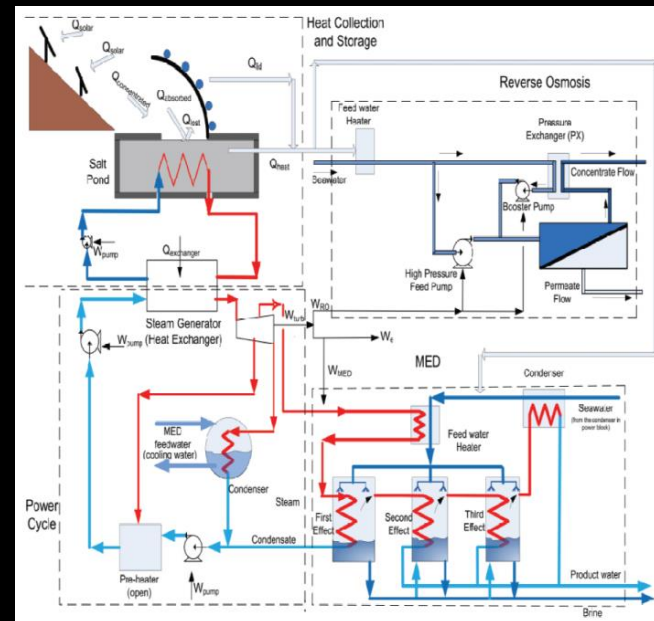 Heat Collection
and Storage
Qsolar
Qsolar
Qconcentrated
Qabsorbed
Qlost
Qlid
Salt
Pond
Qheat
Wpump
Qexchanger
Steam Generator
(Heat Exchanger)
Reverse Osmosis
Feed water
Heater
Pressure
Exchanger (PX)
Concentrate Flow
Seawater
Booster Pump
High Pressure
Feed Pump
Permeate
Flow
WRO
Wturb
We
WMED
Wpump
MED
feedwater
(cooling water)
Condenser
Power
Cycle
Steam
Condensate
Pre-heater
(open)
Wpump
MED
Condenser
Seawater
(from the condenser in
power block)
Feed water
Heater
First
Effect
Second
Effect
Third
Effect
Product water
Brine